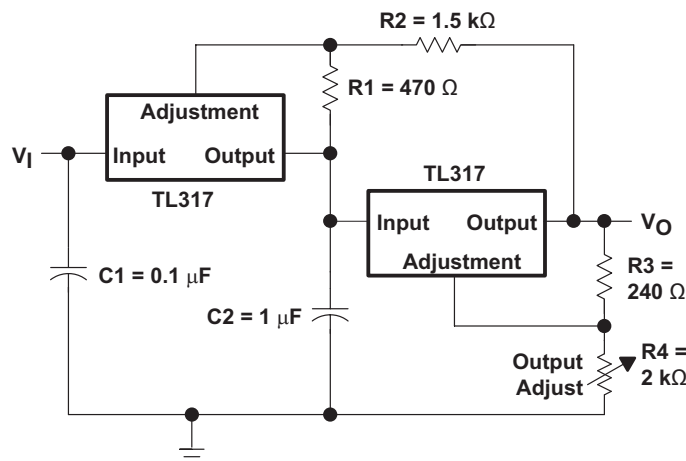 R2 = 1.5 kΩ
R1 = 470 Ω
Adjustment
VI
Input
Output
TL317
TL317
Input
Output
VO
Adjustment
C1 = 0.1 μF
R3 =
240 Ω
C2 = 1 μF
Output
Adjust
R4 =
2 kΩ